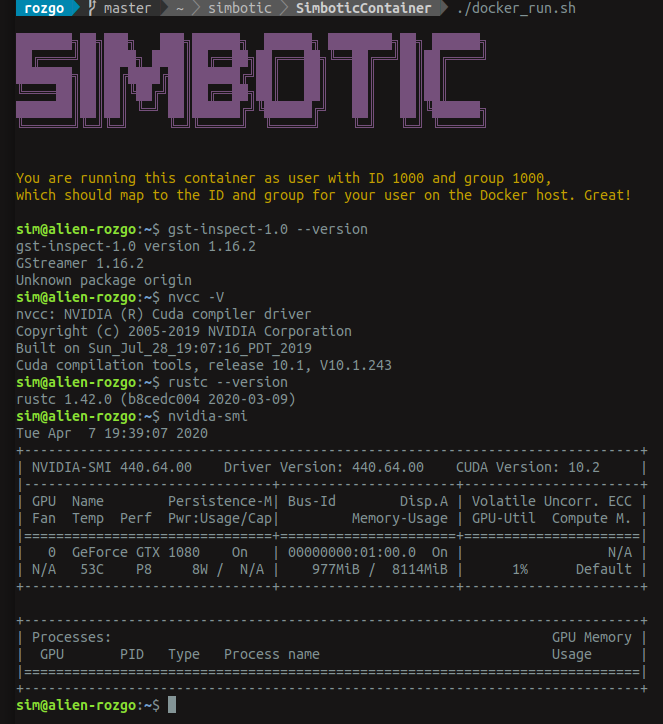 rozgo master ~ simbotic SimboticContainer ./docker_run.sh
SIMBOTIC
You are running this container as user with ID 1000 and group 1000,
which should map to the ID and group for your user on the Docker host. Great!
sim@alien-rozgo:~$ gst-inspect-1.0 --version
gst-inspect-1.0 version 1.16.2
GStreamer 1.16.2
Unknown package origin
sim@alien-rozgo:~$ nvcc -V
nvcc: NVIDIA (R) Cuda compiler driver
Copyright (c) 2005-2019 NVIDIA Corporation
Built on Sun_Jul_28_19:07:16_PDT_2019
Cuda compilation tools, release 10.1, V10.1.243
sim@alien-rozgo:~$ rustc --version
rustc 1.42.0 (b8cedc004 2020-03-09)
sim@alien-rozgo:~$ nvidia-smi
Tue Apr  7 19:39:07 2020
+-----------------------------------------------------------------------------+
| NVIDIA-SMI 440.64.00    Driver Version: 440.64.00    CUDA Version: 10.2     |
|-------------------------------+----------------------+----------------------+
| GPU  Name        Persistence-M| Bus-Id        Disp.A | Volatile Uncorr. ECC |
| Fan  Temp  Perf  Pwr:Usage/Cap|         Memory-Usage | GPU-Util  Compute M. |
|===============================+======================+======================|
|   0  GeForce GTX 1080    On   | 00000000:01:00.0  On |                  N/A |
| N/A   53C    P8     8W /  N/A |    977MiB /  8114MiB |      1%      Default |
+-------------------------------+----------------------+----------------------+
+-----------------------------------------------------------------------------+
| Processes:                                                       GPU Memory |
|  GPU       PID   Type   Process name                             Usage      |
|=============================================================================|
+-----------------------------------------------------------------------------+
sim@alien-rozgo:~$